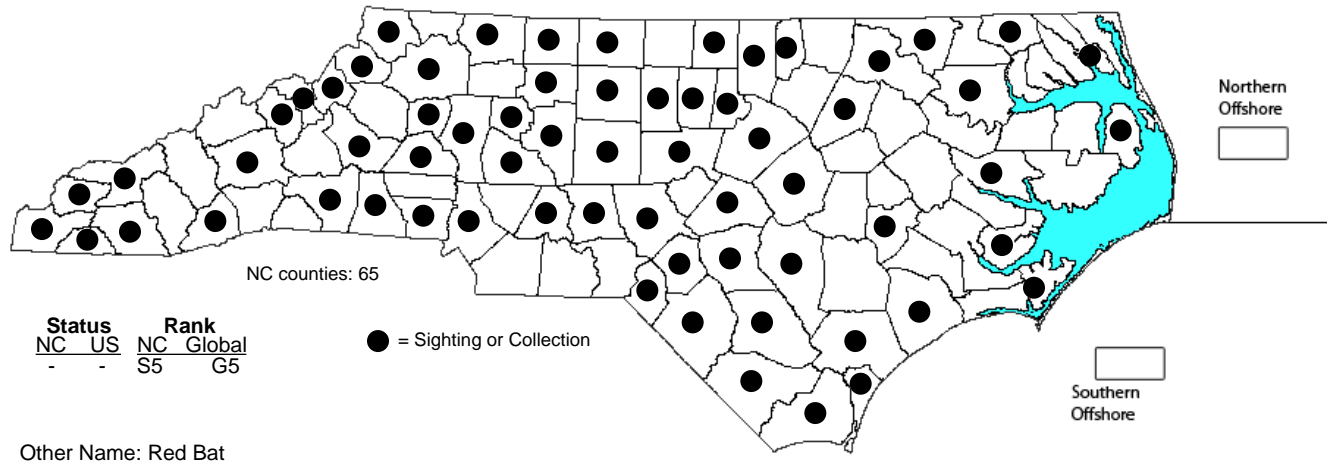 Northern
Offshore
NC counties: 65
Status Rank
NC US NC Global
- - S5 G5
= Sighting or Collection
Southern
Offshore
Other Name: Red Bat